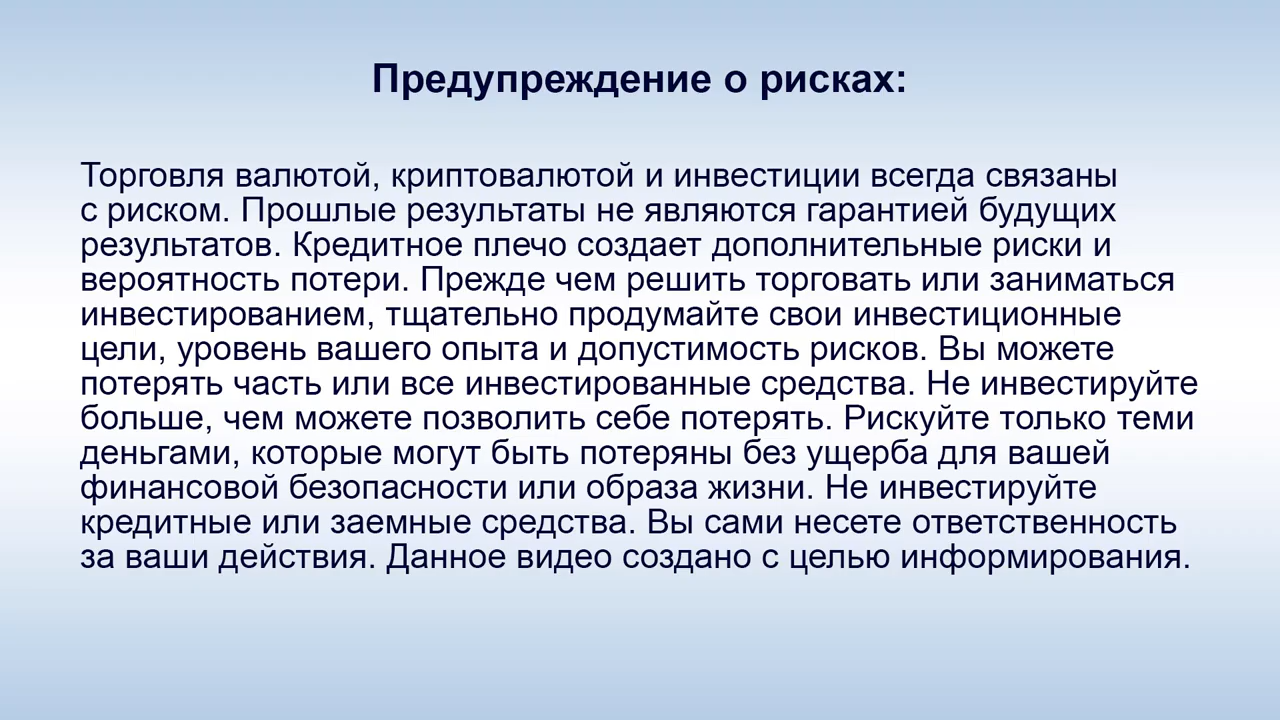 Предупреждение о рисках:
Торговля валютой, криптовалютой и инвестиции всегда связаны
с риском. Прошлые результаты не являются гарантией будущих
результатов. Кредитное плечо создает дополнительные риски и
вероятность потери. Прежде чем решить торговать или заниматься
инвестированием, тщательно продумайте свои инвестиционные
цели, уровень вашего опыта и допустимость рисков. Вы можете
потерять часть или все инвестированные средства. Не инвестируйте
больше, чем можете позволить себе потерять. Рискуйте только теми
деньгами, которые могут быть потеряны без ущерба для вашей
финансовой безопасности или образа жизни. Не инвестируйте
кредитные или заемные средства. Вы сами несете ответственность
за ваши действия. Данное видео создано с целью информирования.